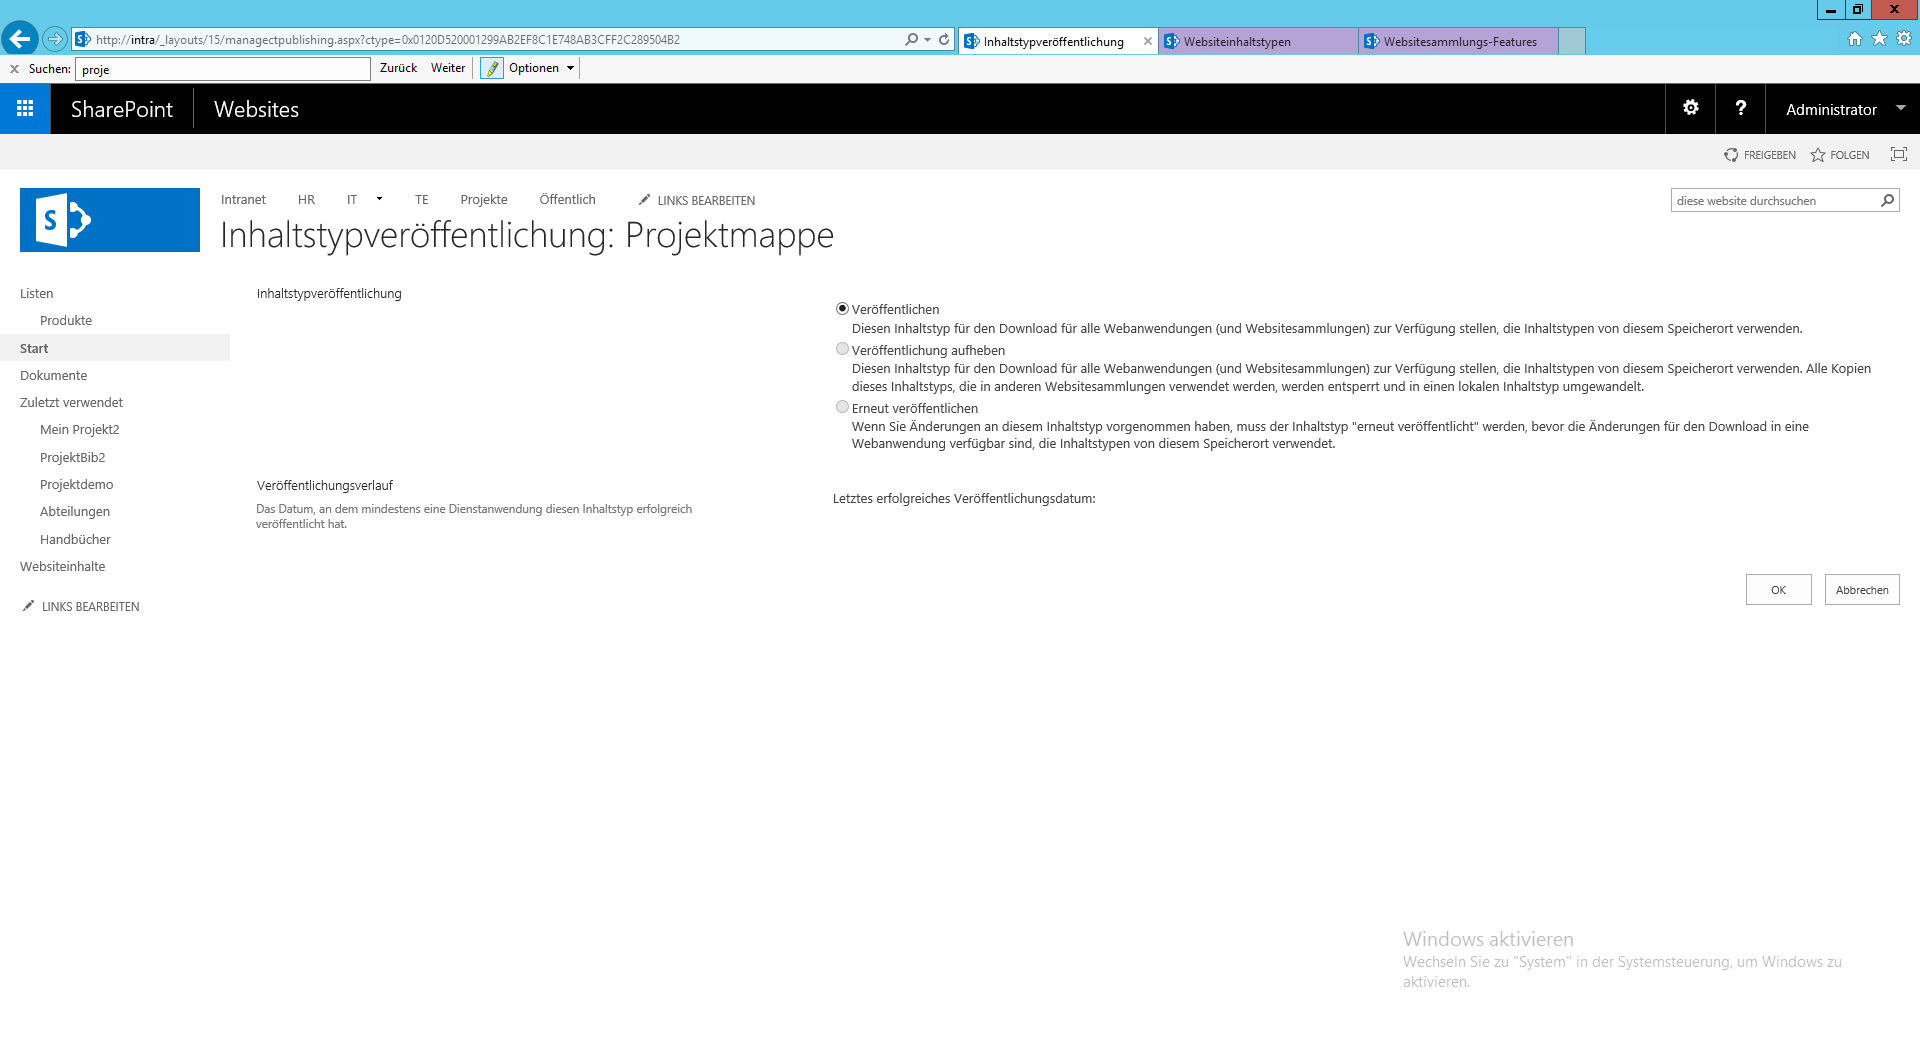 http://intra/_layouts/15/managectpublishing.aspx?ctype=0x0120D520001299AB2EF8C1E748AB3CFF2C289504B2
Inhaltstypveröffentlichung
Websiteinhaltstypen
Websitesammlungs-Features
Suchen:
proje
Zurück
Weiter
Optionen
SharePoint
Websites
?
Administrator
FREIGEBEN
FOLGEN
S
Intranet
HR
IT
TE
Projekte
Öffentlich
LINKS BEARBEITEN
diese website durchsuchen
Inhaltstypveröffentlichung: Projektmappe
Listen
Produkte
Start
Dokumente
Zuletzt verwendet
Mein Projekt2
ProjektBib2
Projektdemo
Abteilungen
Handbücher
Websiteinhalte
LINKS BEARBEITEN
Inhaltstypveröffentlichung
Veröffentlichen
Diesen Inhaltstyp für den Download für alle Webanwendungen (und Websitesammlungen) zur Verfügung stellen, die Inhaltstypen von diesem Speicherort verwenden.
Veröffentlichung aufheben
Diesen Inhaltstyp für den Download für alle Webanwendungen (und Websitesammlungen) zur Verfügung stellen, die Inhaltstypen von diesem Speicherort verwenden. Alle Kopien
dieses Inhaltstyps, die in anderen Websitesammlungen verwendet werden, werden entsperrt und in einen lokalen Inhaltstyp umgewandelt.
Erneut veröffentlichen
Wenn Sie Änderungen an diesem Inhaltstyp vorgenommen haben, muss der Inhaltstyp "erneut veröffentlicht" werden, bevor die Änderungen für den Download in eine
Webanwendung verfügbar sind, die Inhaltstypen von diesem Speicherort verwendet.
Veröffentlichungsverlauf
Das Datum, an dem mindestens eine Dienstanwendung diesen Inhaltstyp erfolgreich
veröffentlicht hat.
Letztes erfolgreiches Veröffentlichungsdatum:
OK
Abbrechen
Windows aktivieren
Wechseln Sie zu "System" in der Systemsteuerung, um Windows zu
aktivieren.